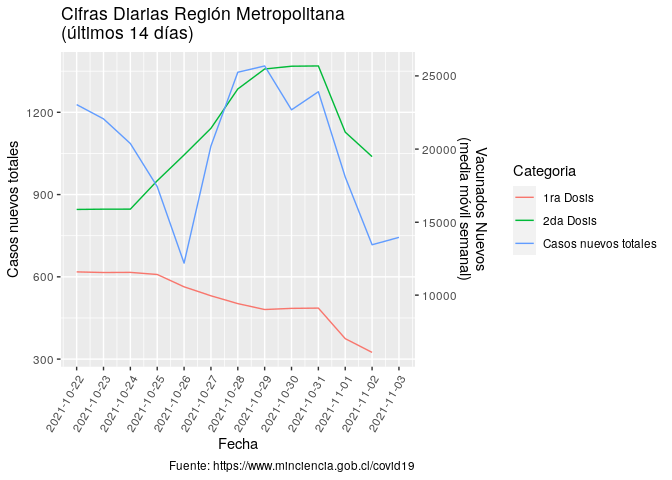 Cifras Diarias Región Metropolitana
(últimos 14 días)
Casos nuevos totales
1200
900
600
300
25000
20000
15000
10000
Vacunados Nuevos
(media móvil semanal)
2021-10-22
2021-10-23
2021-10-24
2021-10-25
2021-10-26
2021-10-27
2021-10-28
2021-10-29
2021-10-30
2021-10-31
2021-11-01
2021-11-02
2021-11-03
Fecha
Categoria
1ra Dosis
2da Dosis
Casos nuevos totales
Fuente: https://www.minciencia.gob.cl/covid19